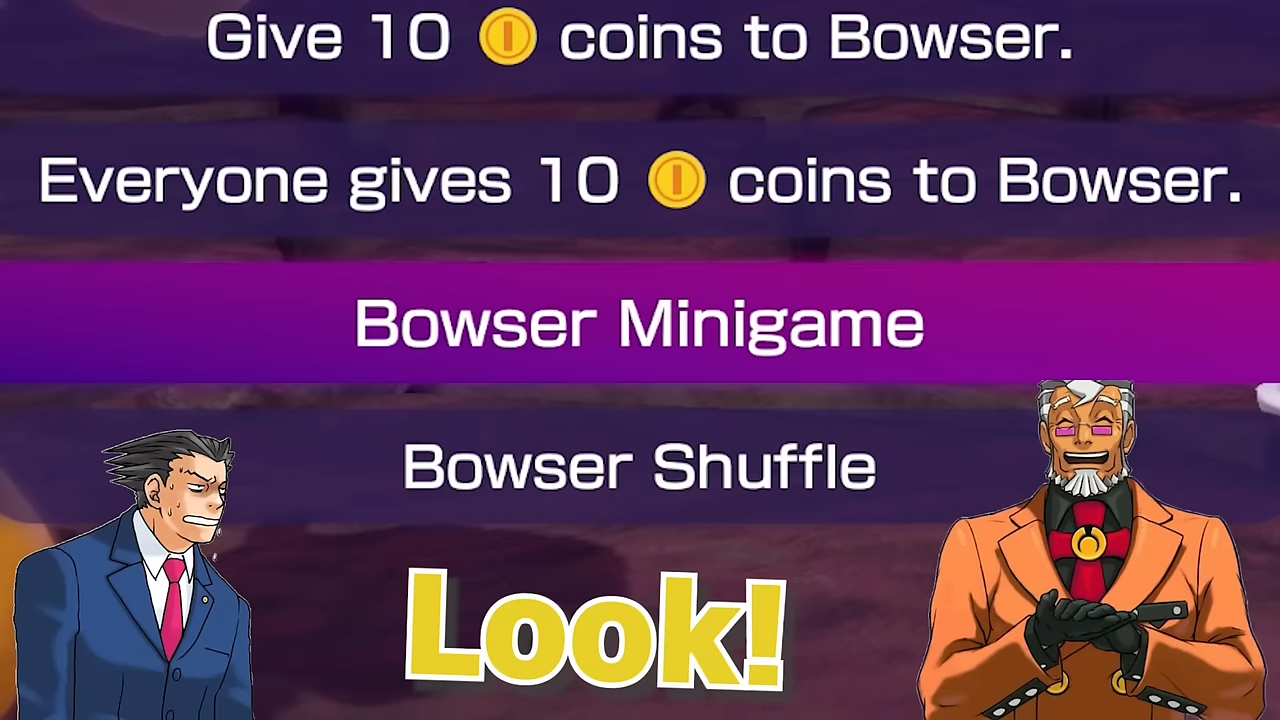 Give 10 coins to Bowser.
Everyone gives 10 coins to Bowser.
Bowser Minigame
Bowser Shuffle
Look!